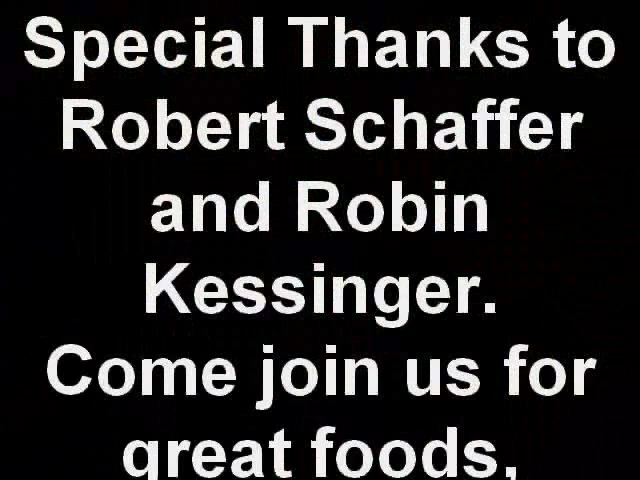 Special Thanks to
Robert Schaffer
and Robin
Kessinger.
Come join us for
great foods,